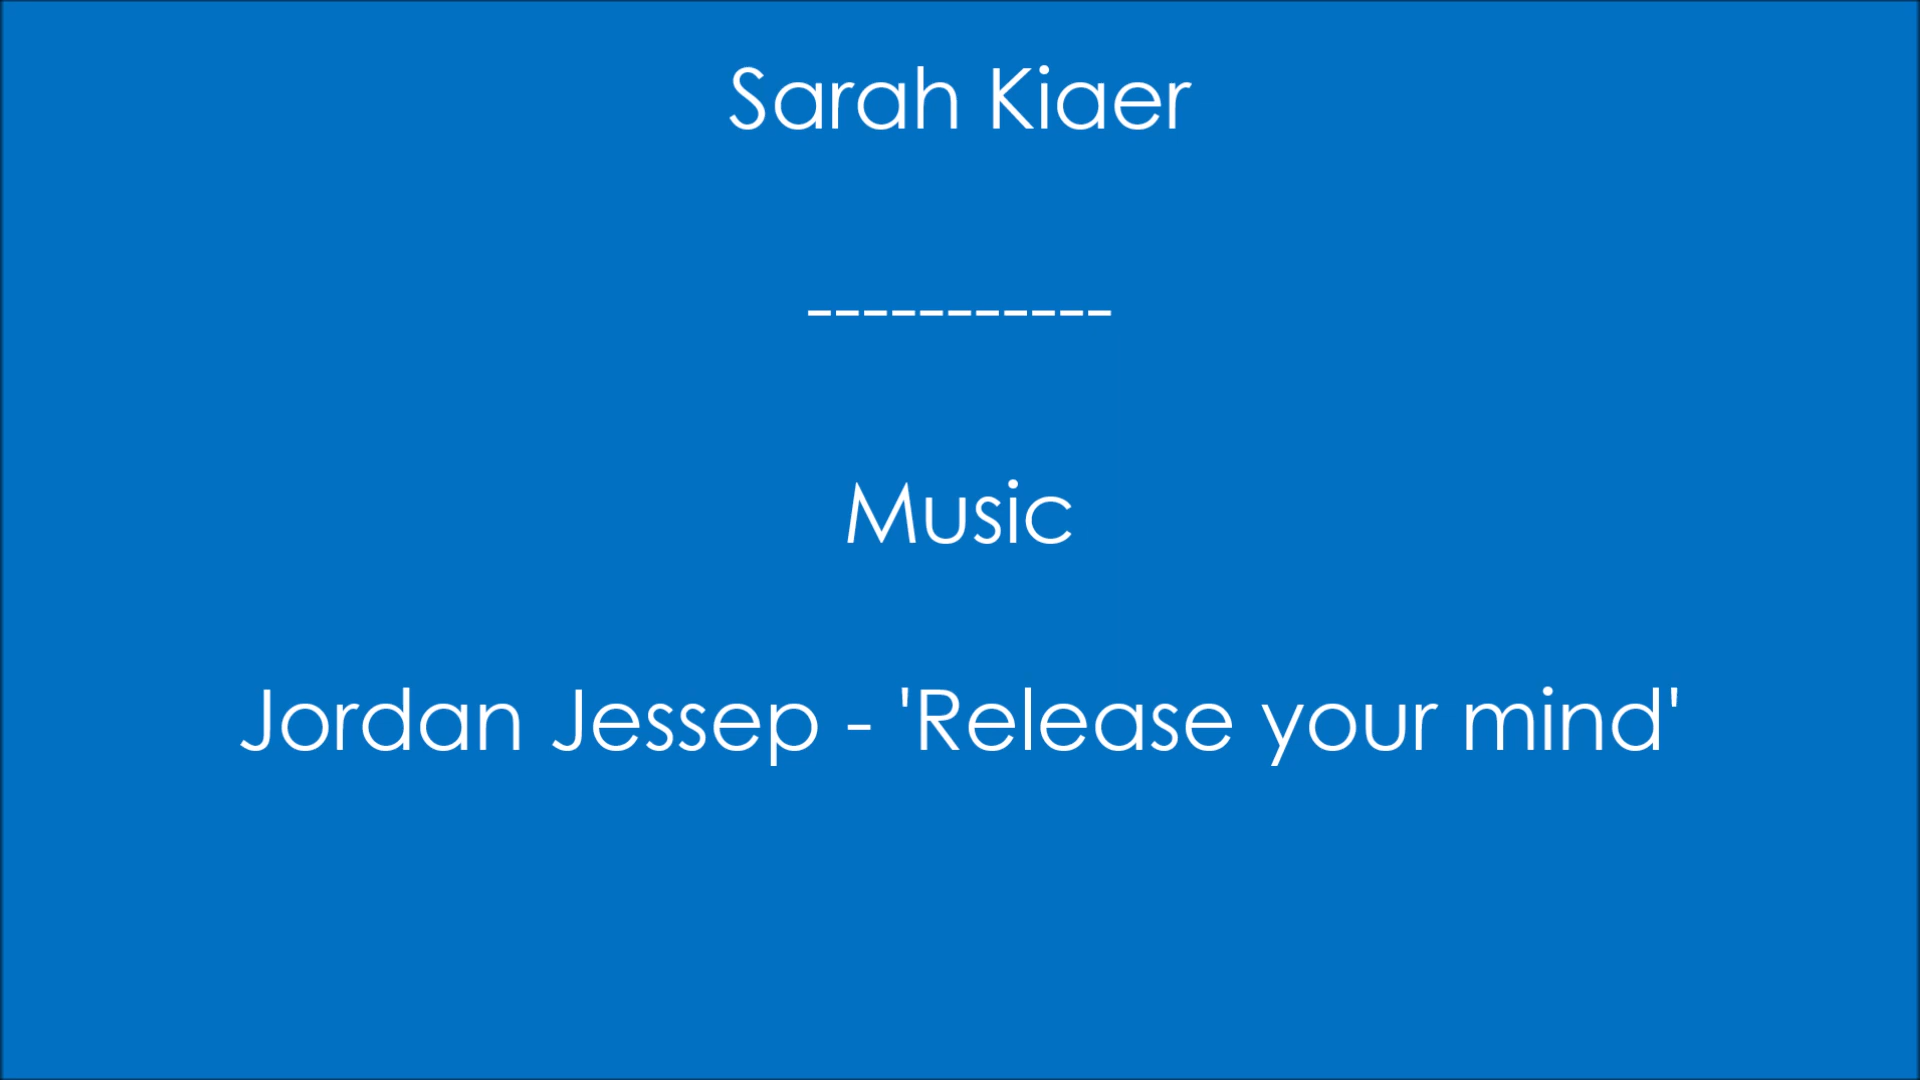 Sarah Kiaer
-----------
Music
Jordan Jessep - 'Release your mind'